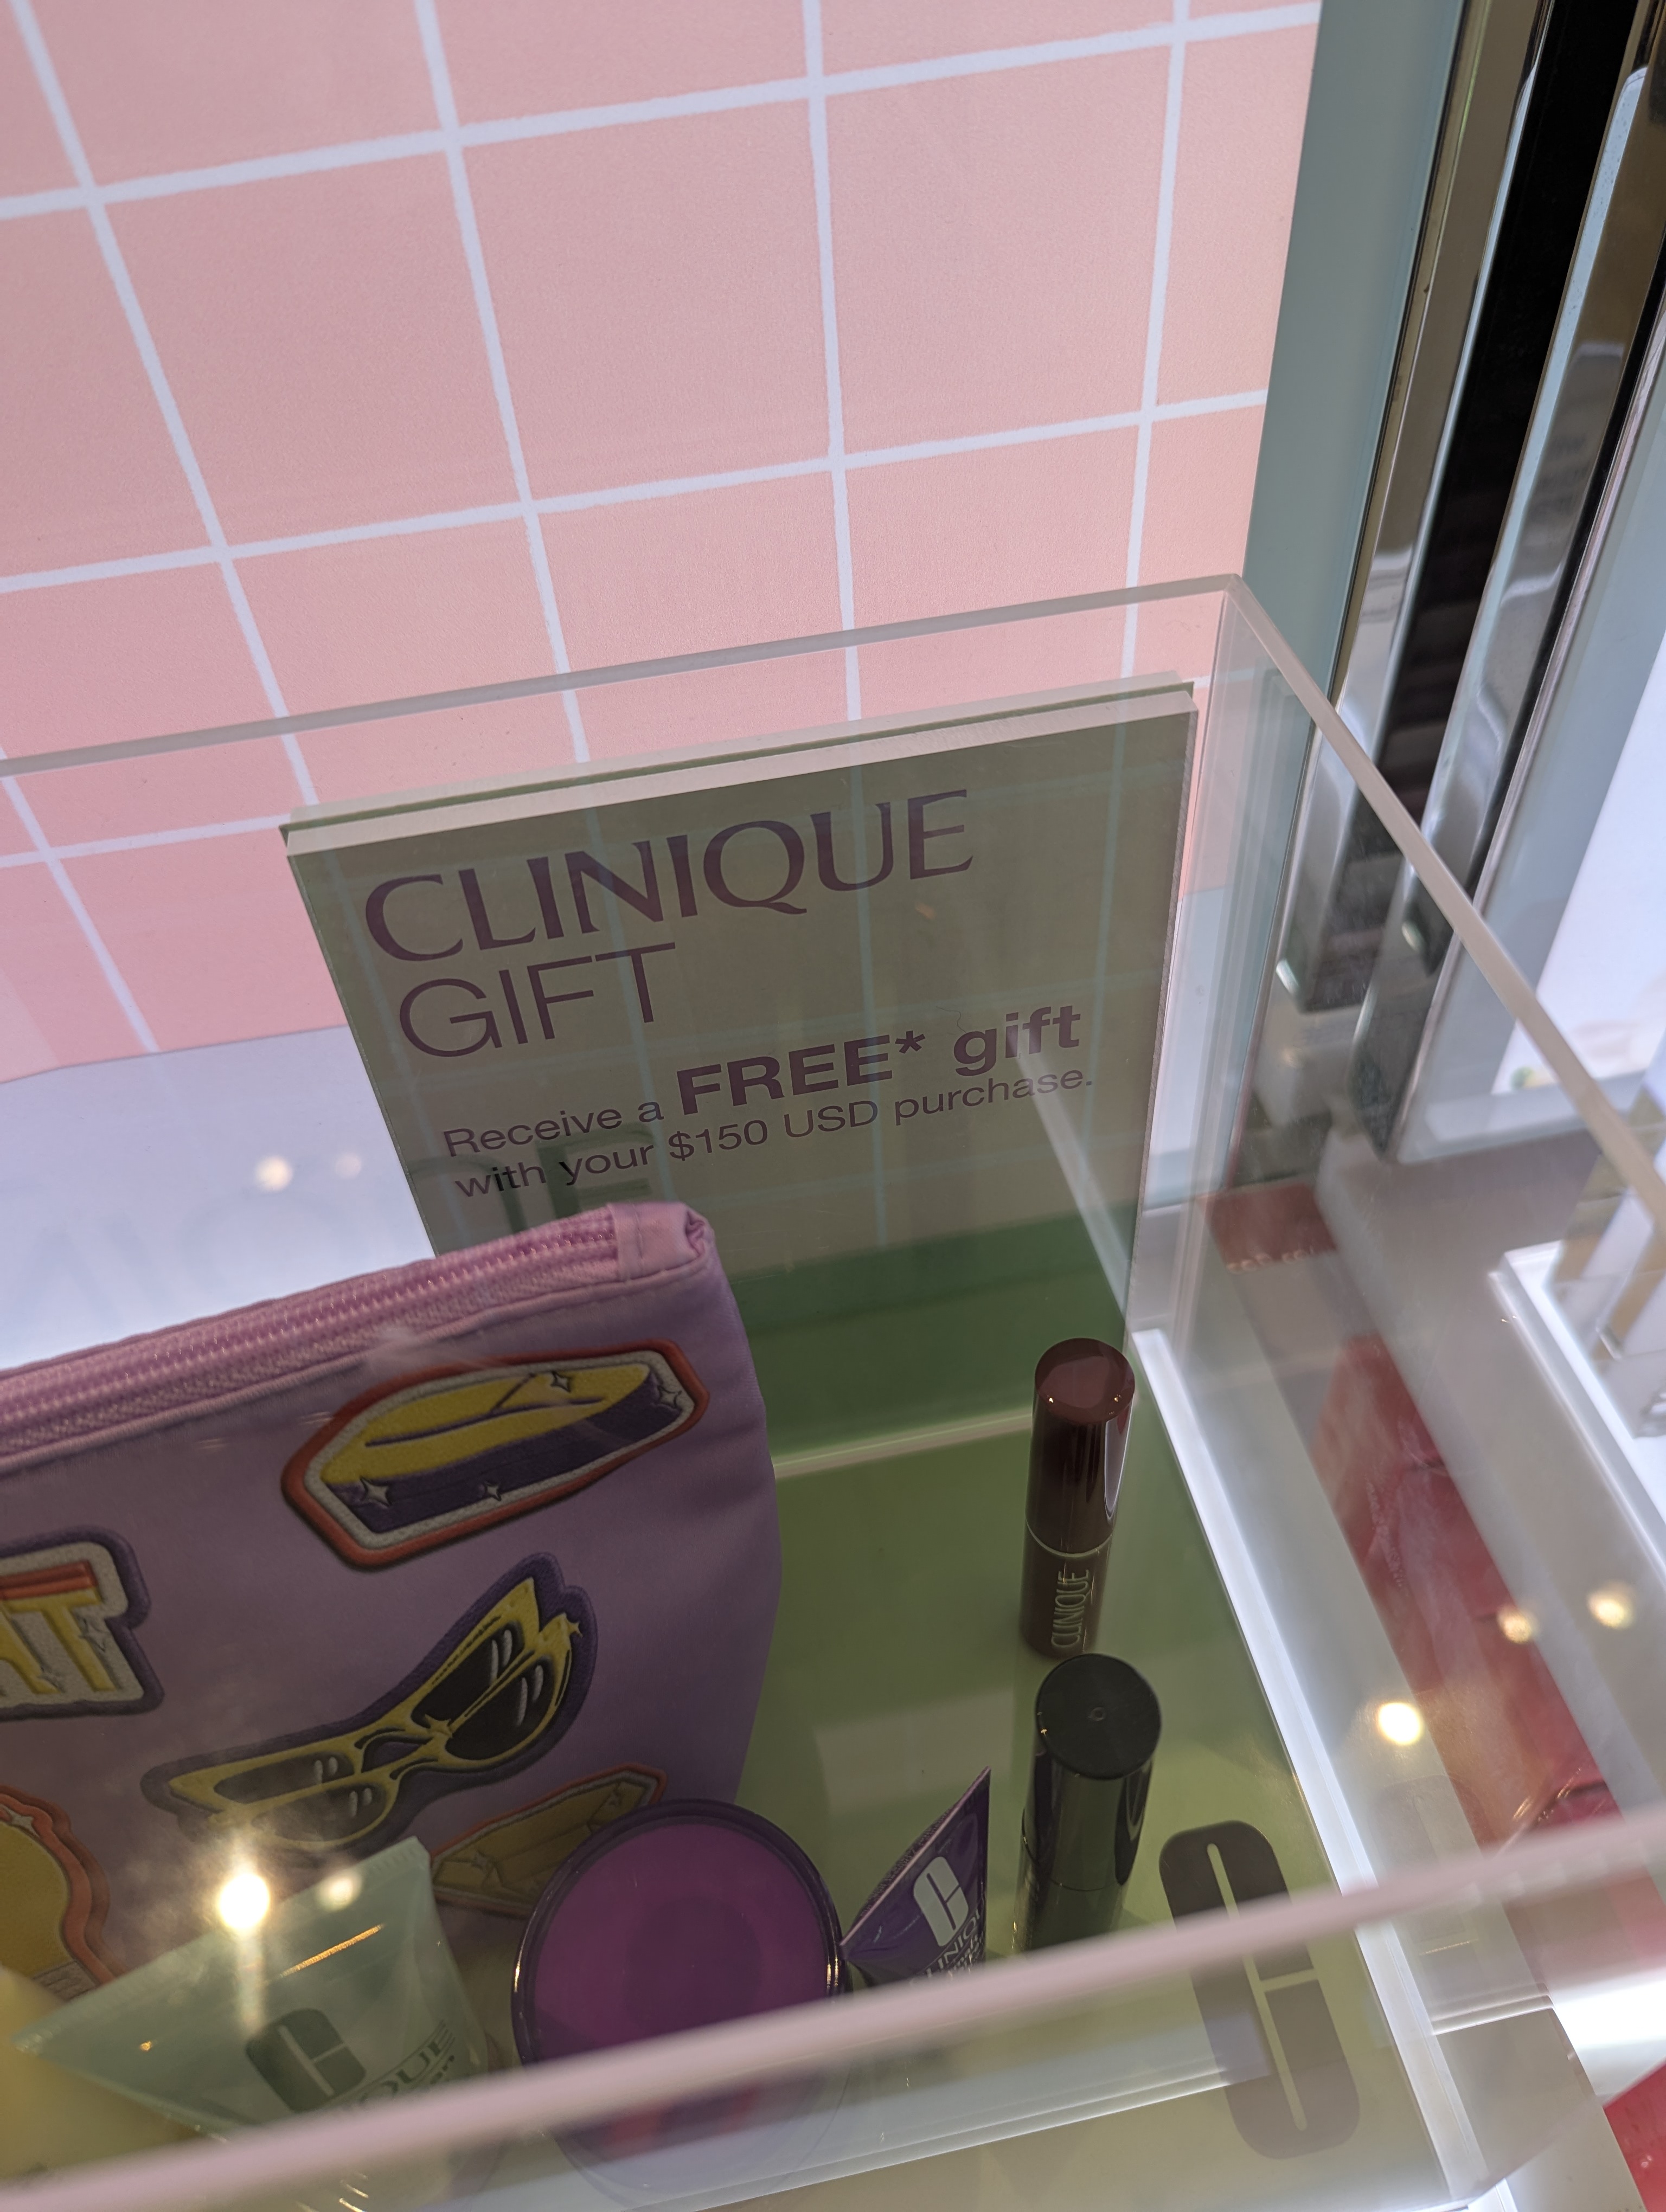 CLINIQUE
GIFT
Receive a FREE* gift
with your $150 USD purchase.
CLINIQUE